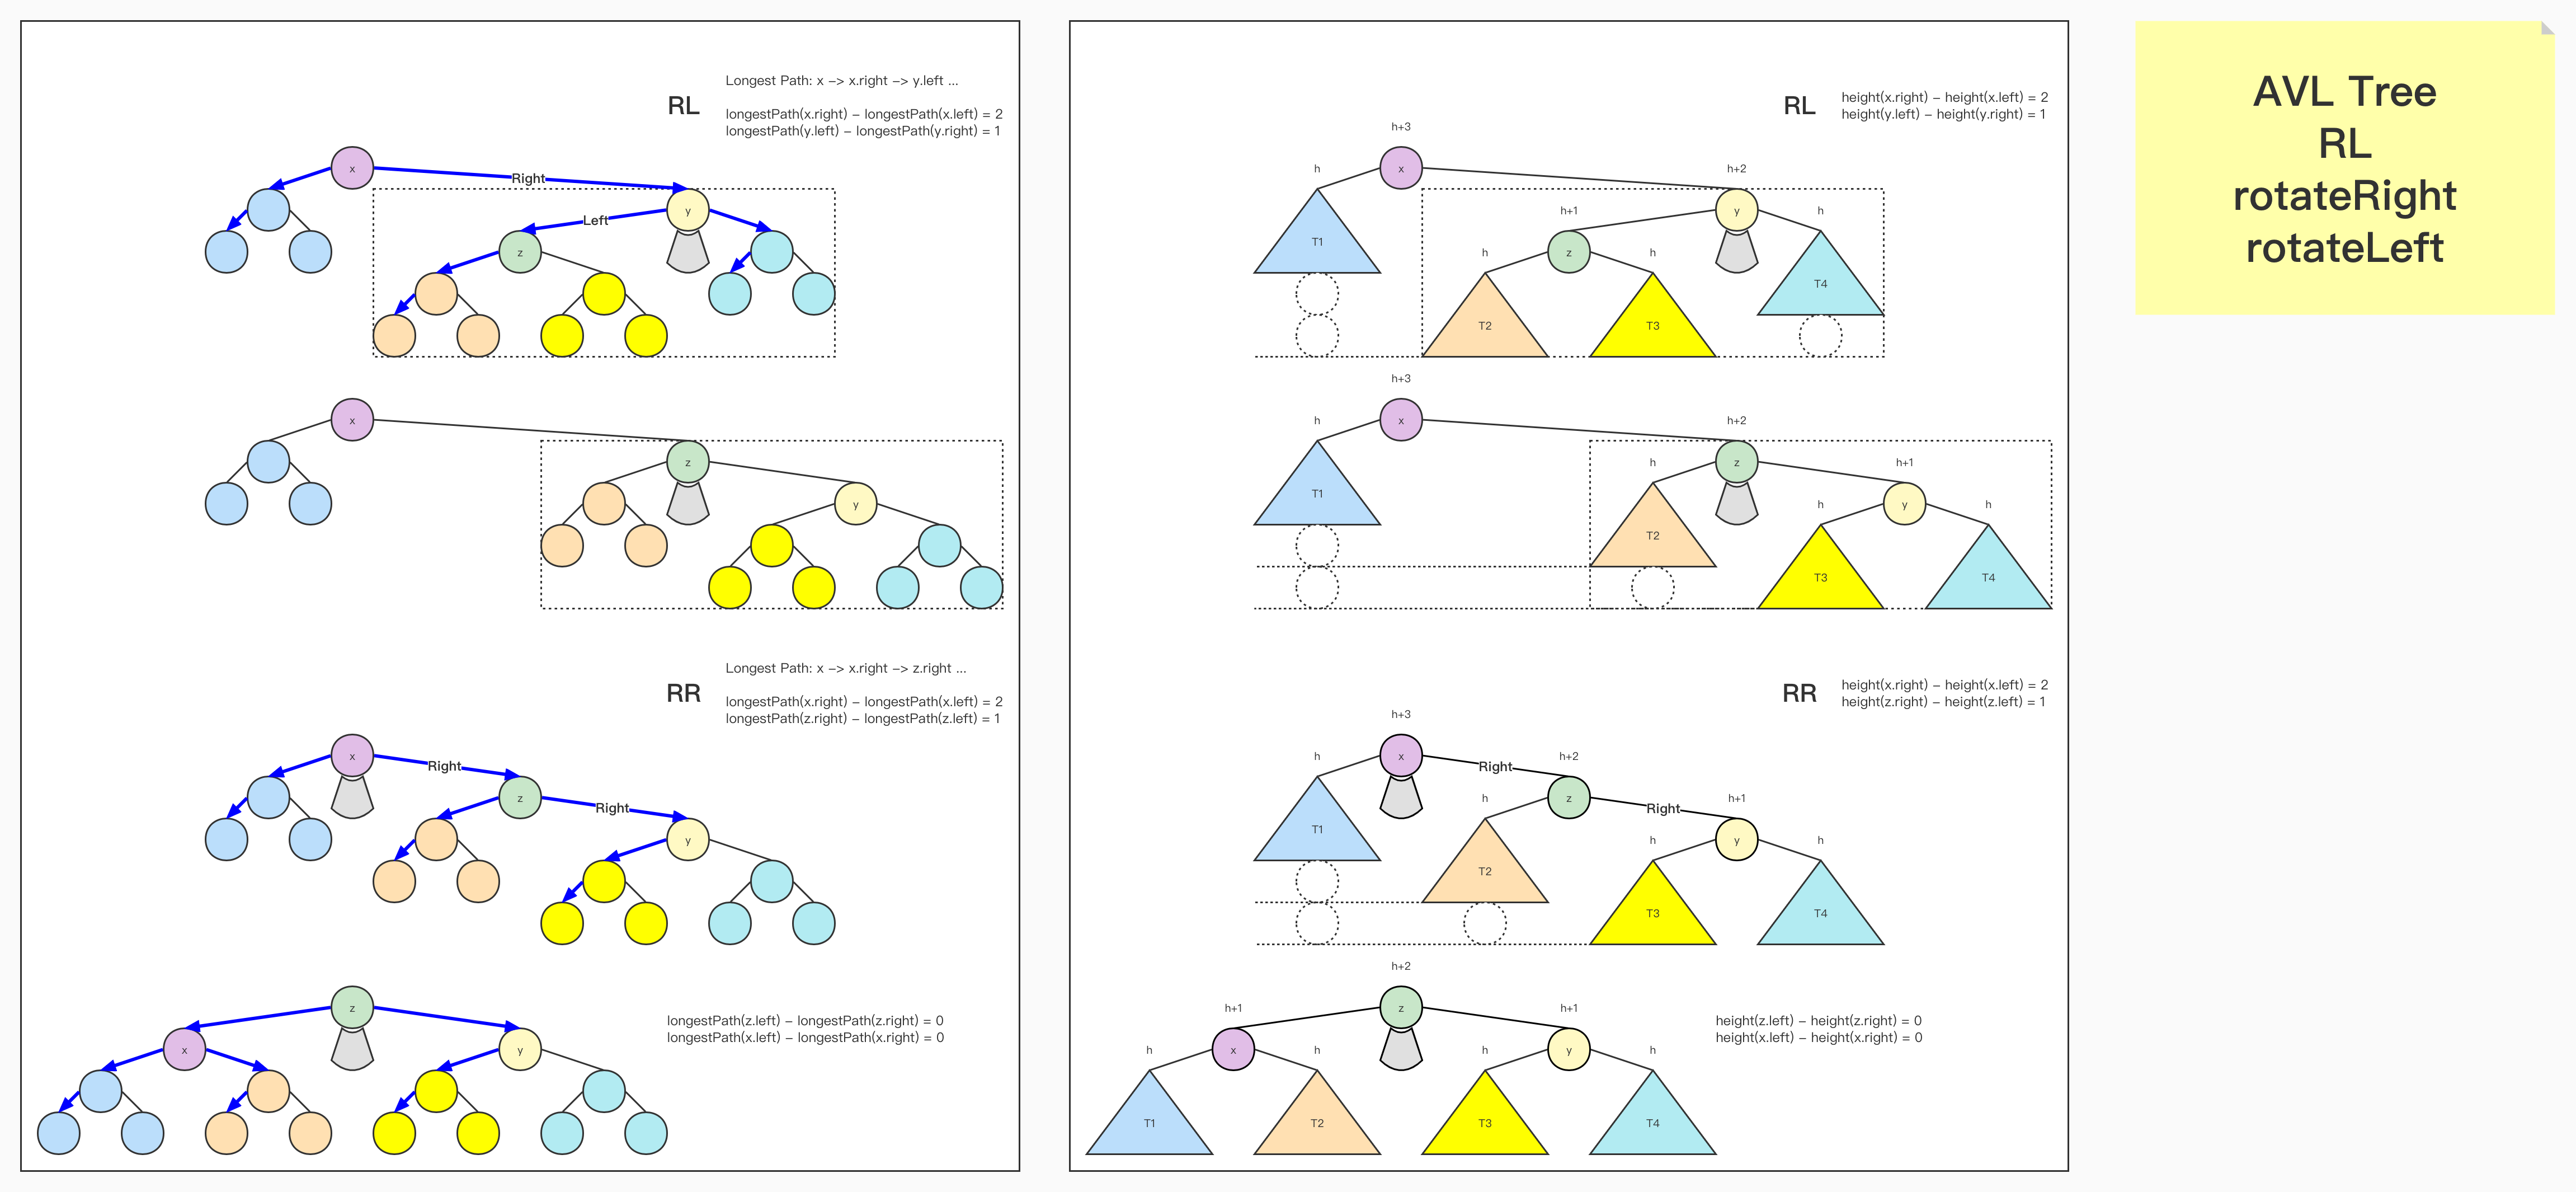 Longest Path: x –> x.right –> y.left ...
RL
longestPath(x.right) – longestPath(x.left) = 2
longestPath(y.left) – longestPath(y.right) = 1
x
Right
y
Left
z
x
z
y
Longest Path: x –> x.right –> z.right ...
RR
longestPath(x.right) – longestPath(x.left) = 2
longestPath(z.right) – longestPath(z.left) = 1
x
Right
z
Right
y
z
longestPath(z.left) – longestPath(z.right) = 0
longestPath(x.left) – longestPath(x.right) = 0
x
y
RL
height(x.right) – height(x.left) = 2
height(y.left) – height(y.right) = 1
h+3
h
x
h+2
h+1
y
h
T1
h
z
h
T4
T2
T3
h+3
h
x
h+2
T1
h
z
h+1
T2
h
y
h
T3
T4
RR
height(x.right) – height(x.left) = 2
height(z.right) – height(z.left) = 1
h+3
h
x
Right
h+2
T1
h
z
Right
h+1
T2
h
y
h
T3
T4
h+2
h+1
z
h+1
height(z.left) – height(z.right) = 0
height(x.left) – height(x.right) = 0
h
x
h
h
y
h
T1
T2
T3
T4
AVL Tree
RL
rotateRight
rotateLeft